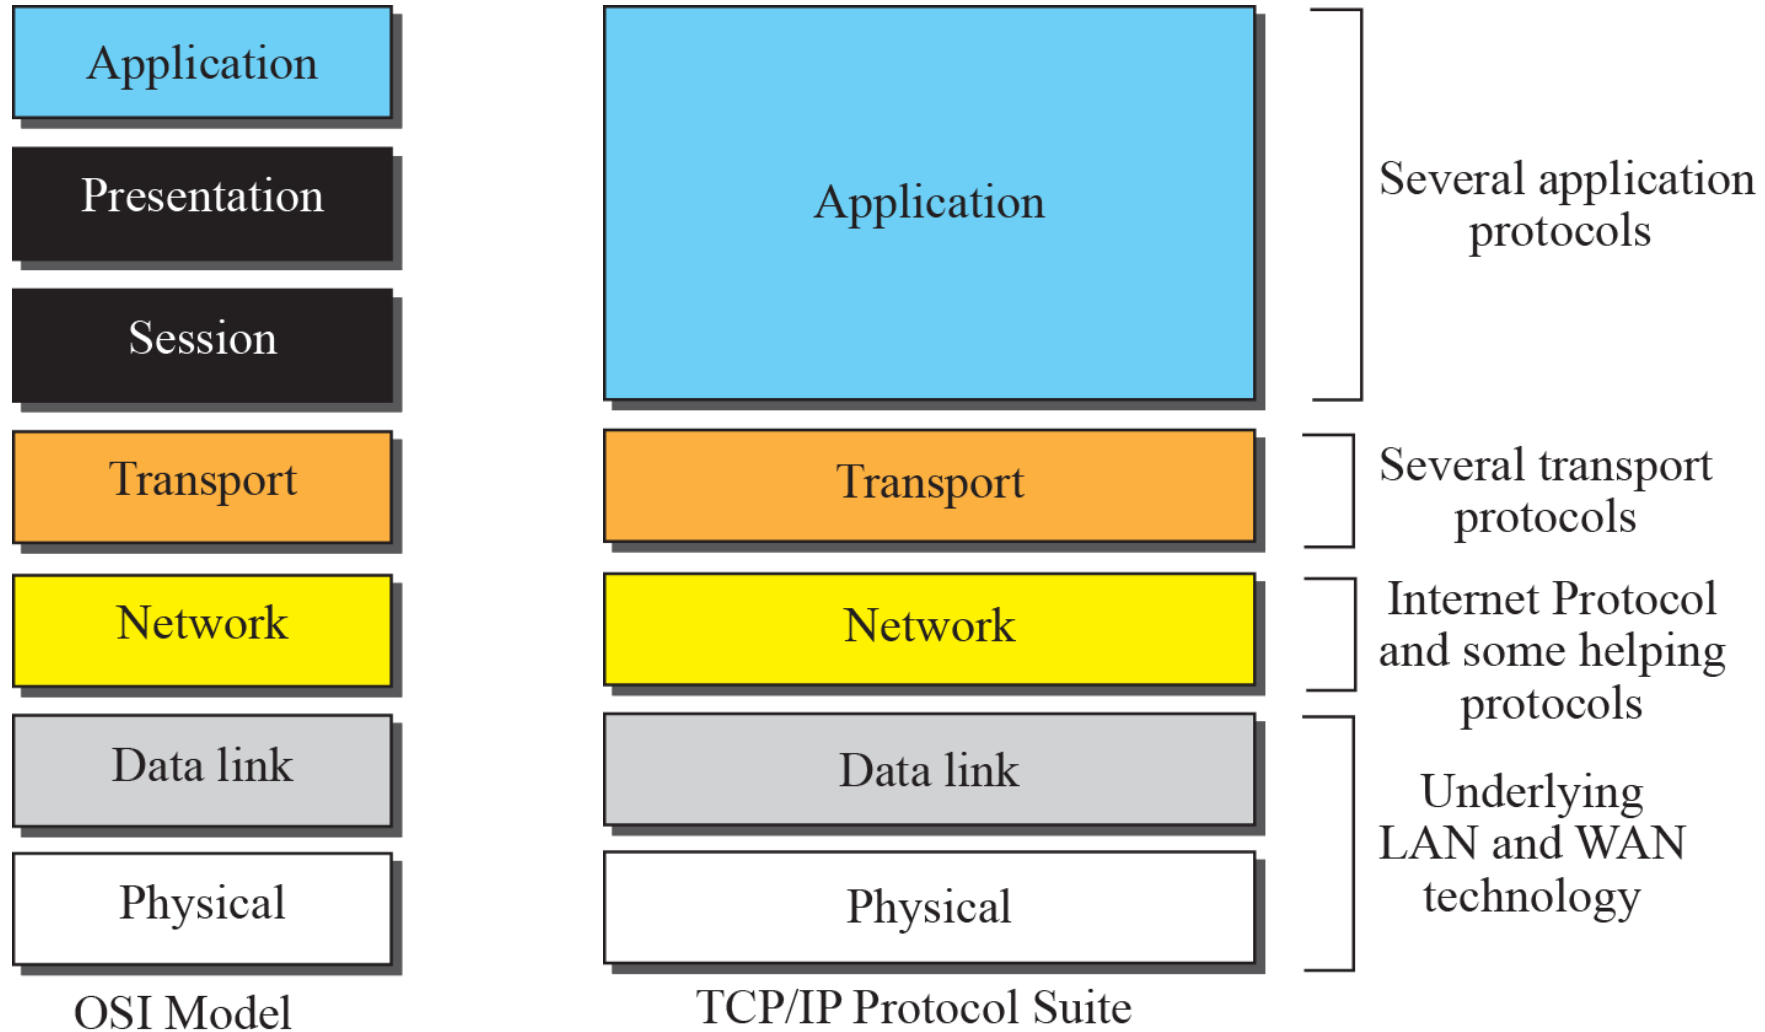 Application
Presentation
Session
Transport
Network
Data link
Physical
OSI Model
Application
Transport
Network
Data link
Physical
TCP/IP Protocol Suite
Several application
protocols
Several transport
protocols
Internet Protocol
and some helping
protocols
Underlying
LAN and WAN
technology